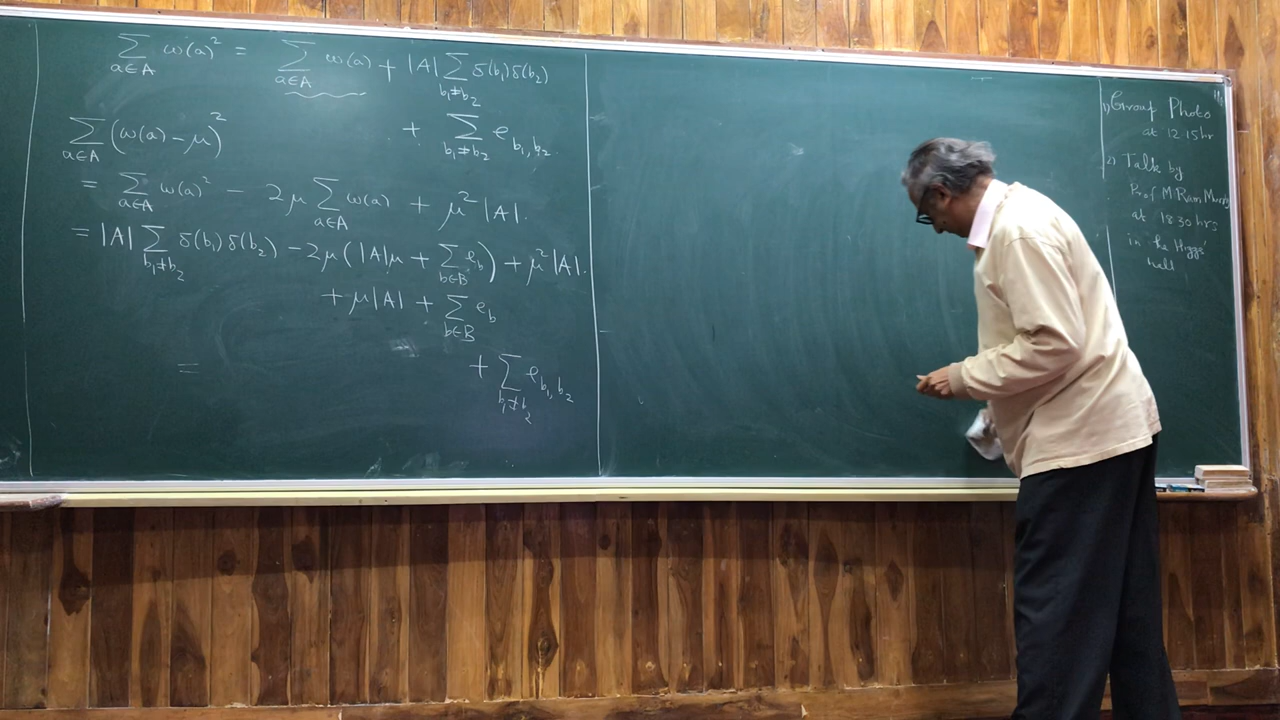 ∑_{a∈A} ω(a)² = ∑_{a∈A} ω(a) + |A| ∑_{b₁≠b₂} δ(b₁)δ(b₂)
+ ∑_{b₁≠b₂} e_{b₁,b₂}
∑_{a∈A} (ω(a) − μ)²
= ∑_{a∈A} ω(a)² − 2μ ∑_{a∈A} ω(a) + μ²|A|.
= |A| ∑_{b₁≠b₂} δ(b₁)δ(b₂) − 2μ(|A|μ + ∑_{b∈B} e_b) + μ²|A|.
+ μ|A| + ∑_{b∈B} e_b
= + ∑_{b₁≠b₂} e_{b₁,b₂}
1) Group Photo
at 12.15hr
2) Talk by
Prof M. Ram Murty
at 18 30 hrs
in the Higgs'
hall